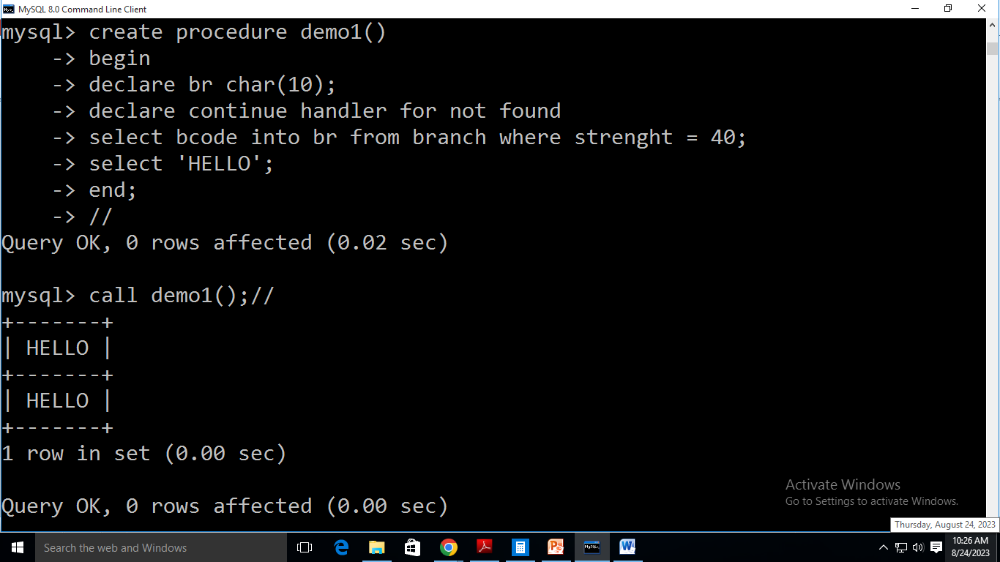 MySQL 8.0 Command Line Client
mysql> create procedure demo1()
    -> begin
    -> declare br char(10);
    -> declare continue handler for not found
    -> select bcode into br from branch where strenght = 40;
    -> select 'HELLO';
    -> end;
    -> //
Query OK, 0 rows affected (0.02 sec)
mysql> call demo1();//
+-------+
| HELLO |
+-------+
| HELLO |
+-------+
1 row in set (0.00 sec)
Query OK, 0 rows affected (0.00 sec)
Activate Windows
Go to Settings to activate Windows.
Thursday, August 24, 2023
Search the web and Windows
10:26 AM
8/24/2023